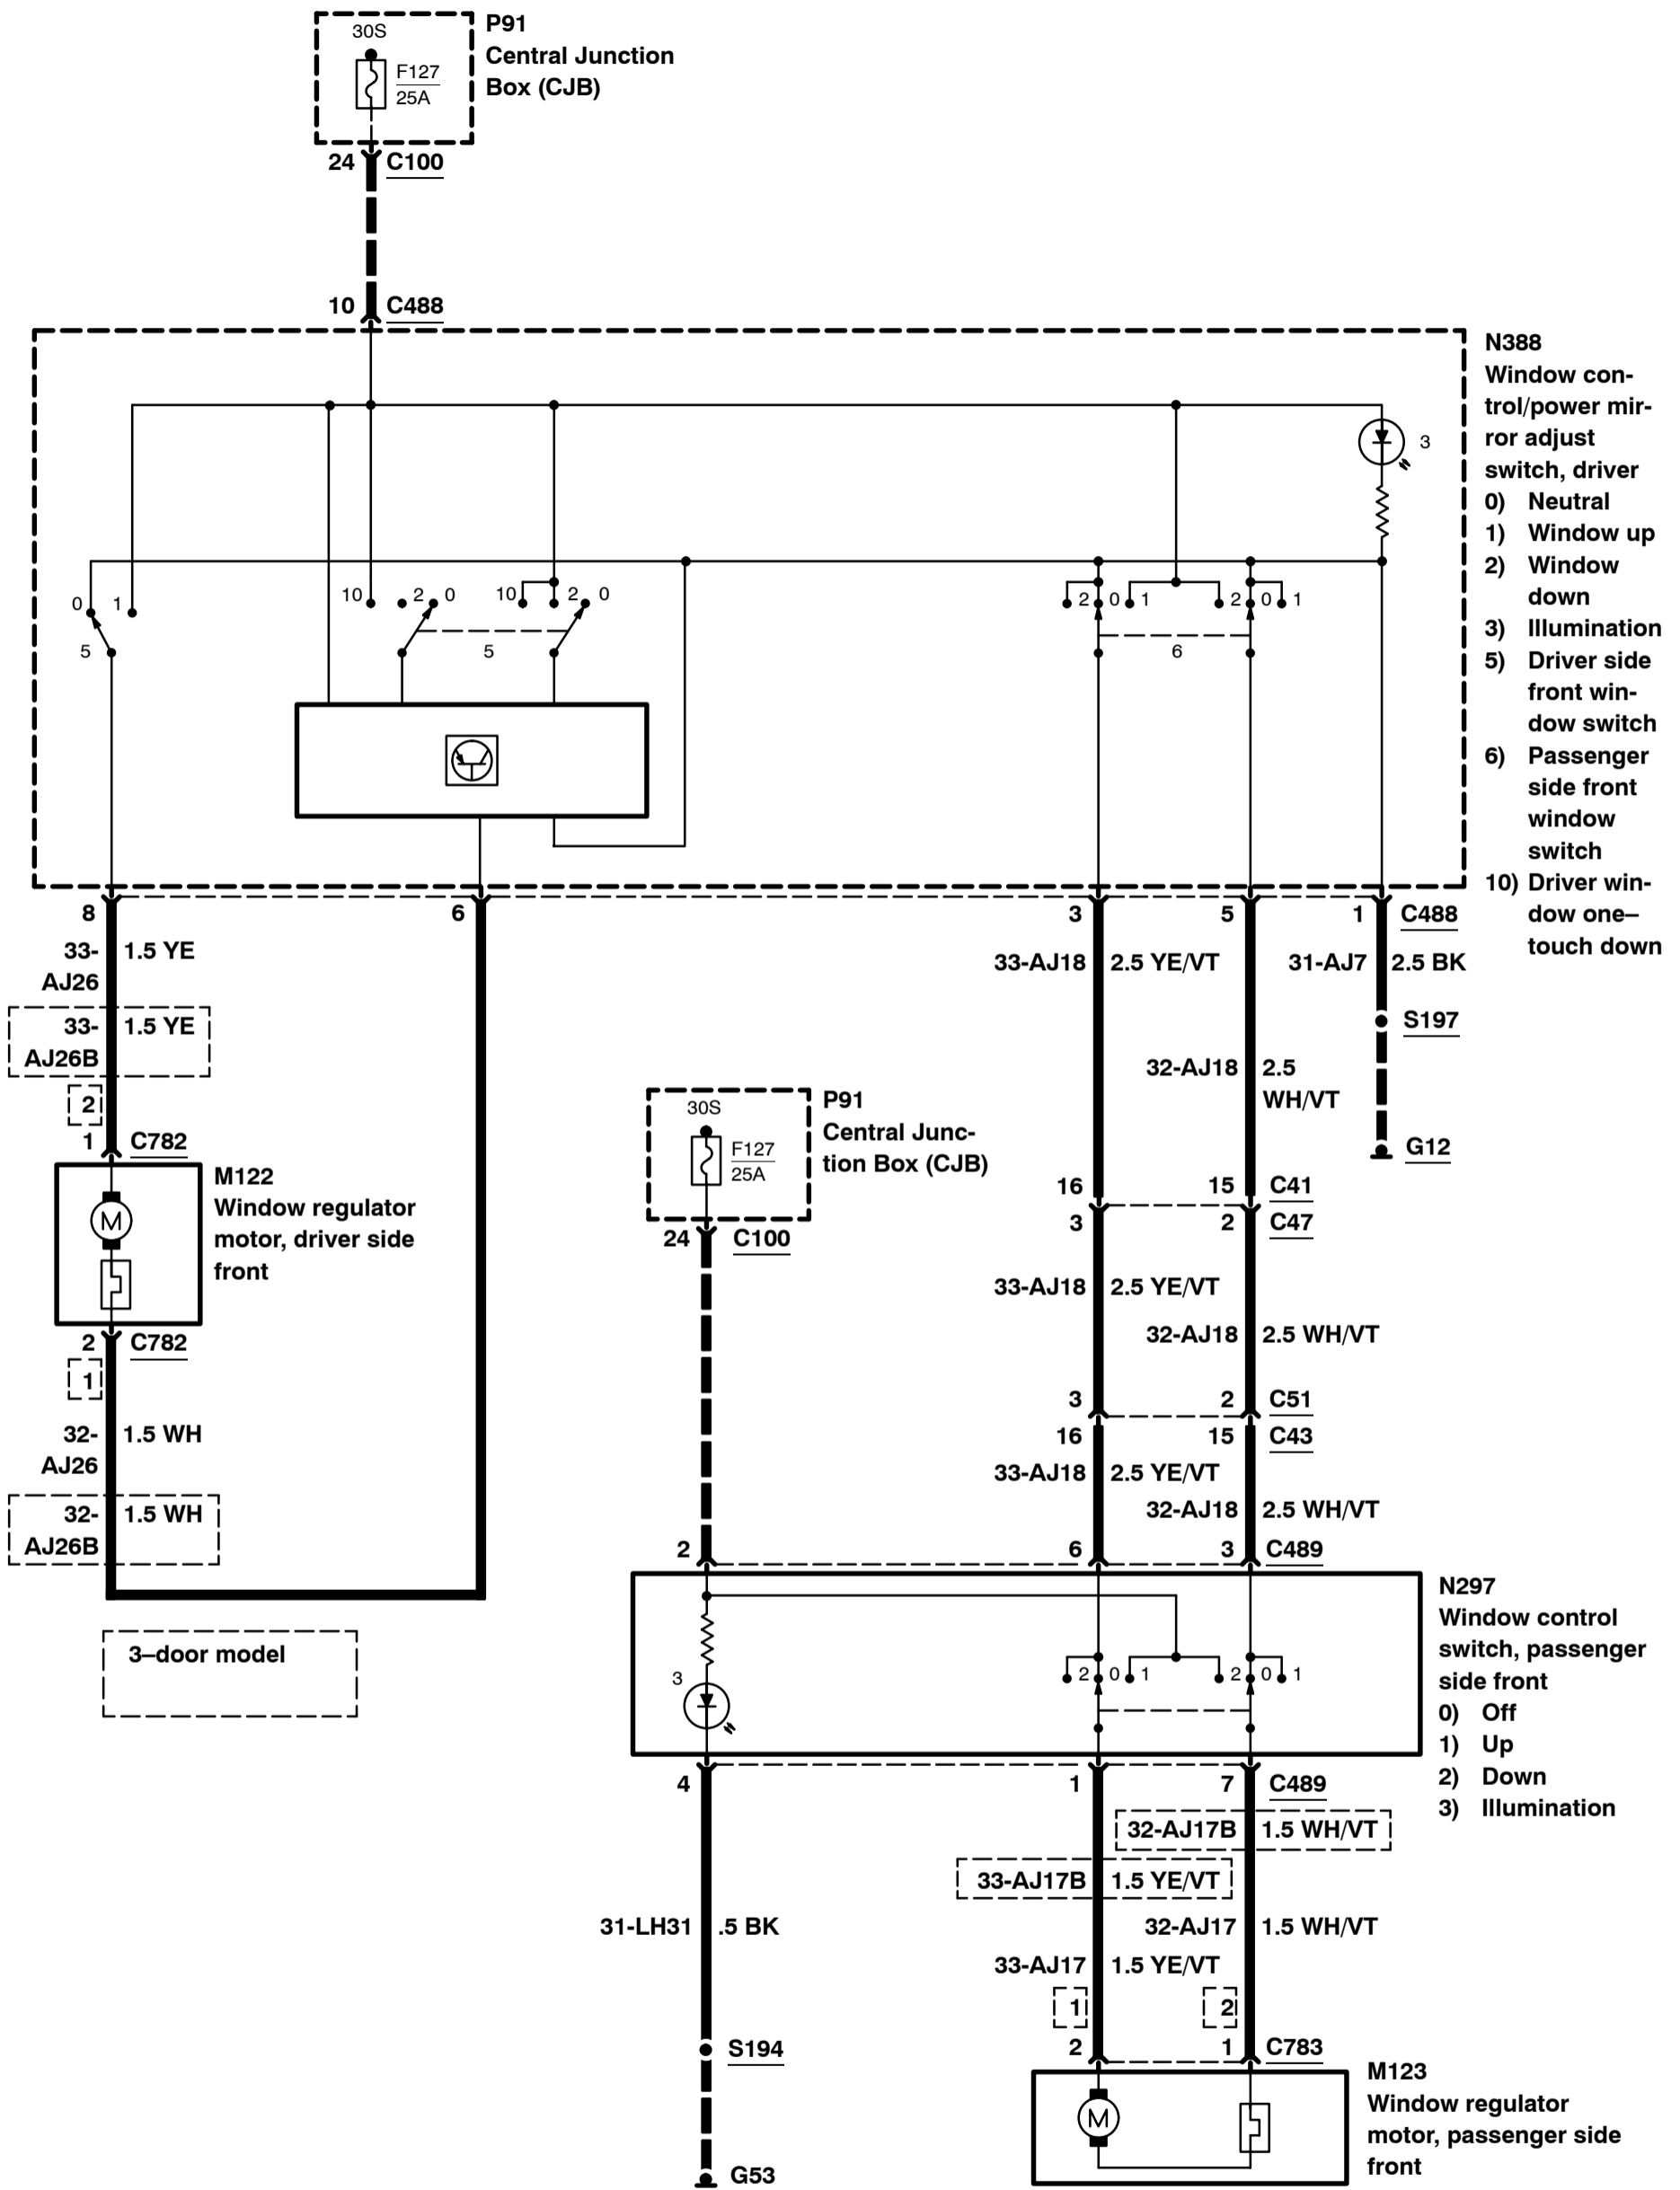 30S
F127
25A
P91
Central Junction
Box (CJB)
24 C100
10 C488
N388
Window con-
trol/power mir-
ror adjust
switch, driver
0) Neutral
1) Window up
2) Window
down
3) Illumination
5) Driver side
front win-
dow switch
6) Passenger
side front
window
switch
10) Driver win-
dow one–
touch down
3
0 1
5
10 2 0
10 2 0
5
2 0 1
2 0 1
6
8 6 3 5 1 C488
33-
AJ26
1.5 YE
33-
AJ26B
1.5 YE
2
1 C782
M122
Window regulator
motor, driver side
front
M
2 C782
1
32-
AJ26
1.5 WH
32-
AJ26B
1.5 WH
3–door model
33-AJ18 2.5 YE/VT
31-AJ7 2.5 BK
S197
32-AJ18 2.5
WH/VT
G12
30S
F127
25A
P91
Central Junc-
tion Box (CJB)
24 C100
16 15 C41
3 2 C47
33-AJ18 2.5 YE/VT
32-AJ18 2.5 WH/VT
3 2 C51
16 15 C43
33-AJ18 2.5 YE/VT
32-AJ18 2.5 WH/VT
2 6 3 C489
N297
Window control
switch, passenger
side front
0) Off
1) Up
2) Down
3) Illumination
3
2 0 1
2 0 1
4 1 7 C489
32-AJ17B 1.5 WH/VT
33-AJ17B 1.5 YE/VT
31-LH31 .5 BK
32-AJ17 1.5 WH/VT
33-AJ17 1.5 YE/VT
1 2
S194
2 1 C783
M123
Window regulator
motor, passenger side
front
M
G53